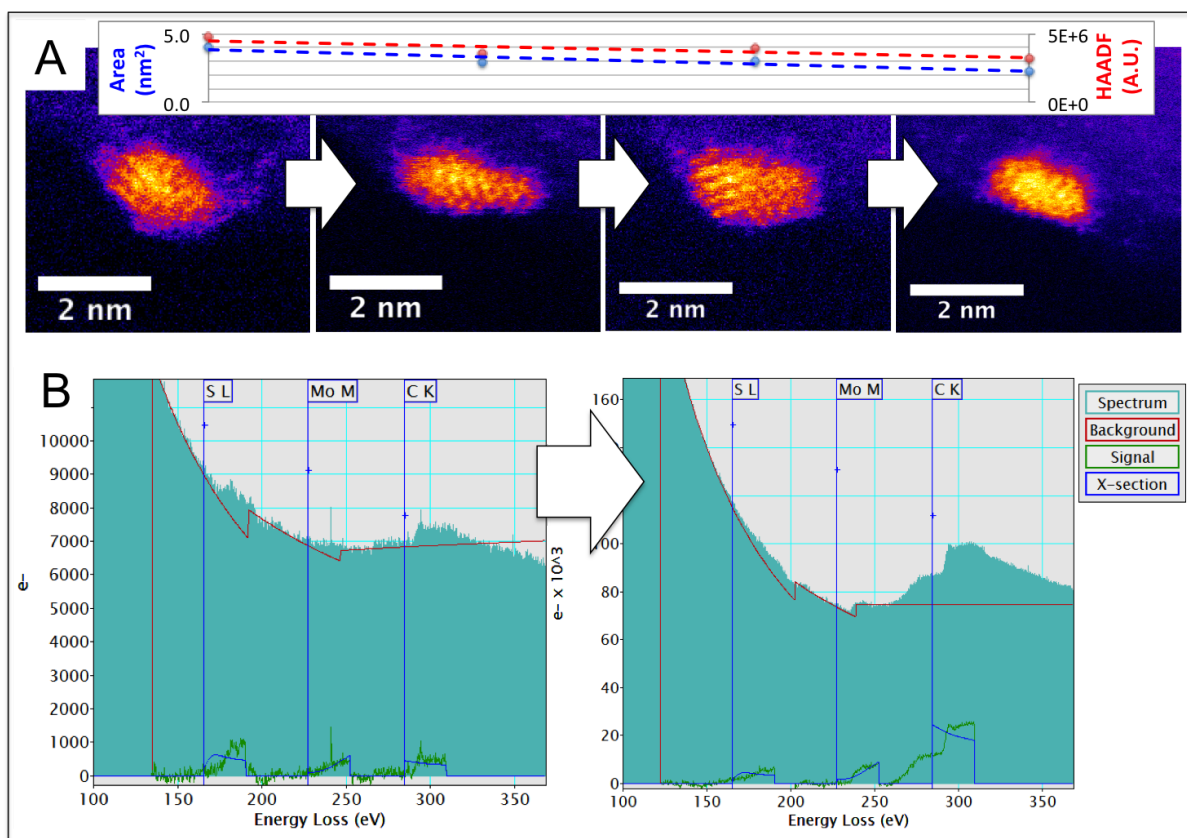 A
Area
(nm²)
5.0
0.0
5E+6
0E+0
HAADF
(A.U.)
2 nm
2 nm
2 nm
2 nm
B
S L
Mo M
C K
10000
9000
8000
7000
6000
5000
4000
3000
2000
1000
0
e-
100
150
200
250
300
350
Energy Loss (eV)
S L
Mo M
C K
160
100
80
60
40
20
0
e- x 10^3
100
150
200
250
300
350
Energy Loss (eV)
Spectrum
Background
Signal
X-section